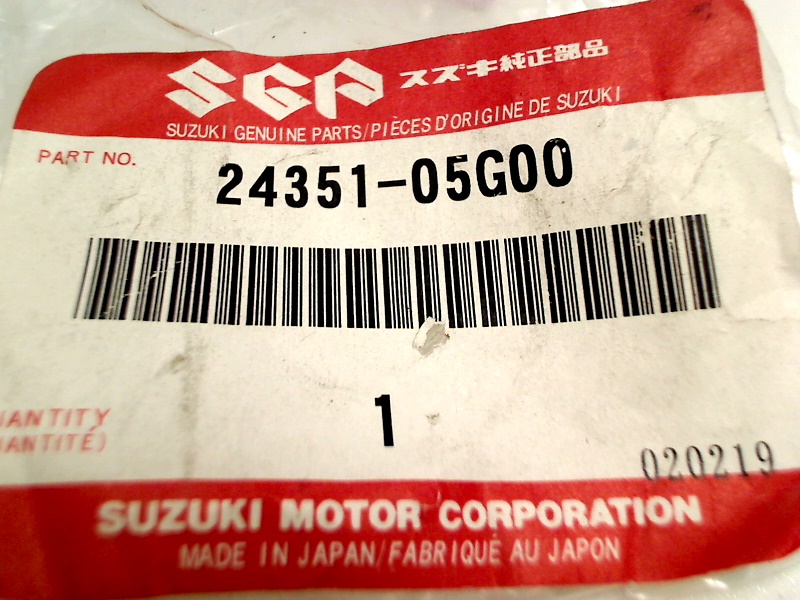 SGP スズキ純正部品
SUZUKI GENUINE PARTS/PIÈCES D'ORIGINE DE SUZUKI
PART NO.
24351-05G00
1
020219
SUZUKI MOTOR CORPORATION
MADE IN JAPAN/FABRIQUÉ AU JAPON